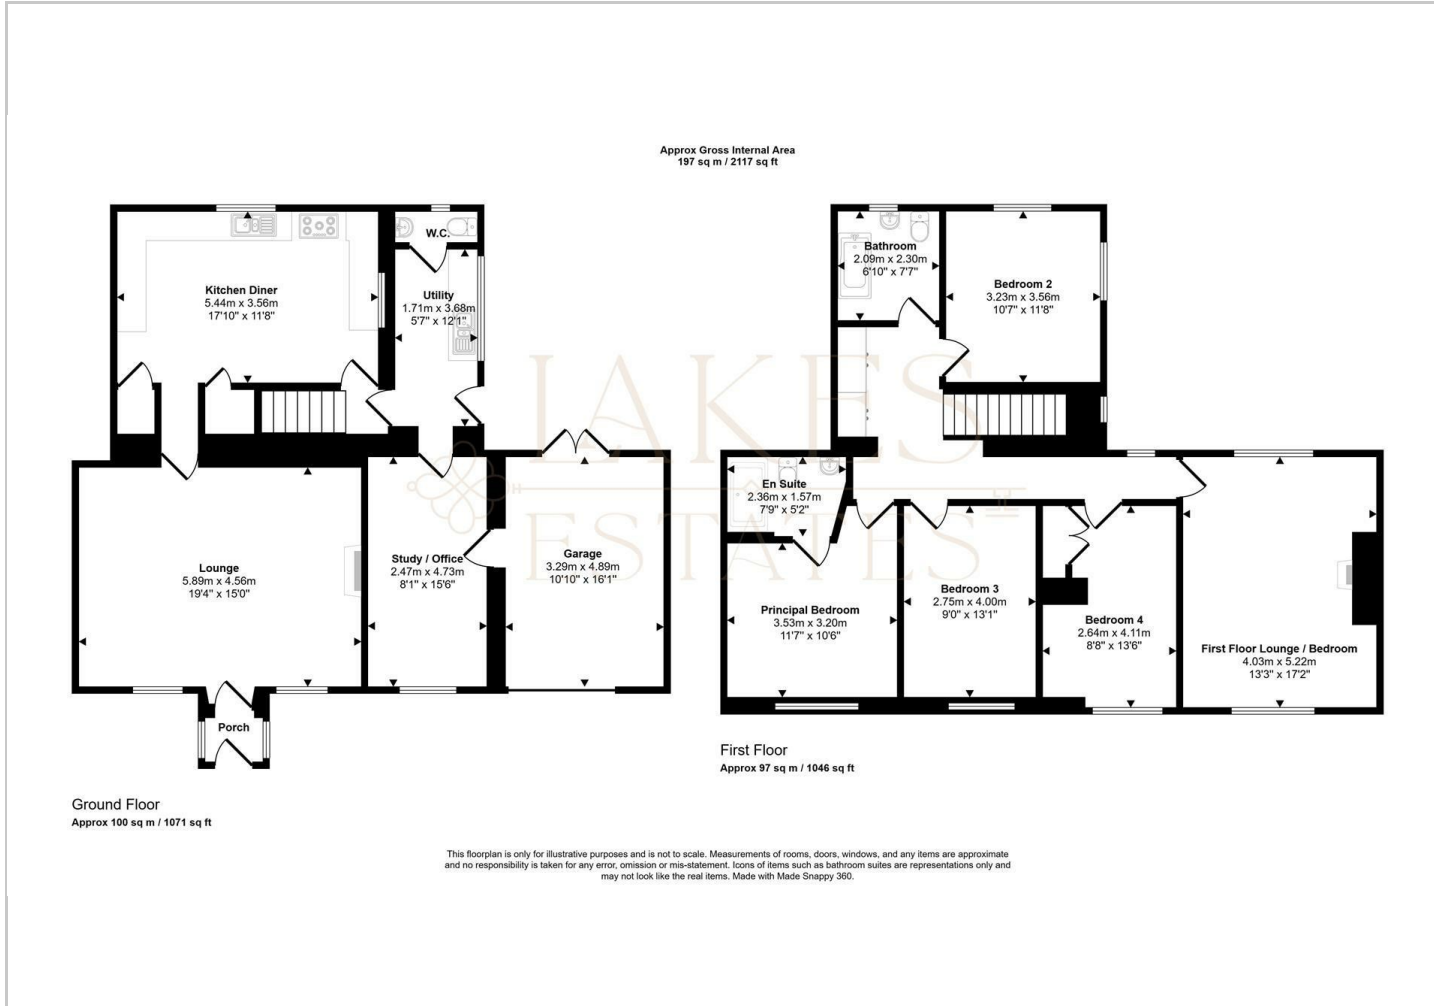 Approx Gross Internal Area
197 sq m / 2117 sq ft
W.C.
Kitchen Diner
5.44m x 3.56m
17'10" x 11'8"
Utility
1.71m x 3.68m
5'7" x 12'1"
Lounge
5.89m x 4.56m
19'4" x 15'0"
Study / Office
2.47m x 4.73m
8'1" x 15'6"
Garage
3.29m x 4.89m
10'10" x 16'1"
Porch
Ground Floor
Approx 100 sq m / 1071 sq ft
Bathroom
2.09m x 2.30m
6'10" x 7'7"
Bedroom 2
3.23m x 3.56m
10'7" x 11'8"
En Suite
2.36m x 1.57m
7'9" x 5'2"
Principal Bedroom
3.53m x 3.20m
11'7" x 10'6"
Bedroom 3
2.75m x 4.00m
9'0" x 13'1"
Bedroom 4
2.64m x 4.11m
8'8" x 13'6"
First Floor Lounge / Bedroom
4.03m x 5.22m
13'3" x 17'2"
First Floor
Approx 97 sq m / 1046 sq ft
LAKES
ESTATES
This floorplan is only for illustrative purposes and is not to scale. Measurements of rooms, doors, windows, and any items are approximate
and no responsibility is taken for any error, omission or mis-statement. Icons of items such as bathroom suites are representations only and
may not look like the real items. Made with Made Snappy 360.